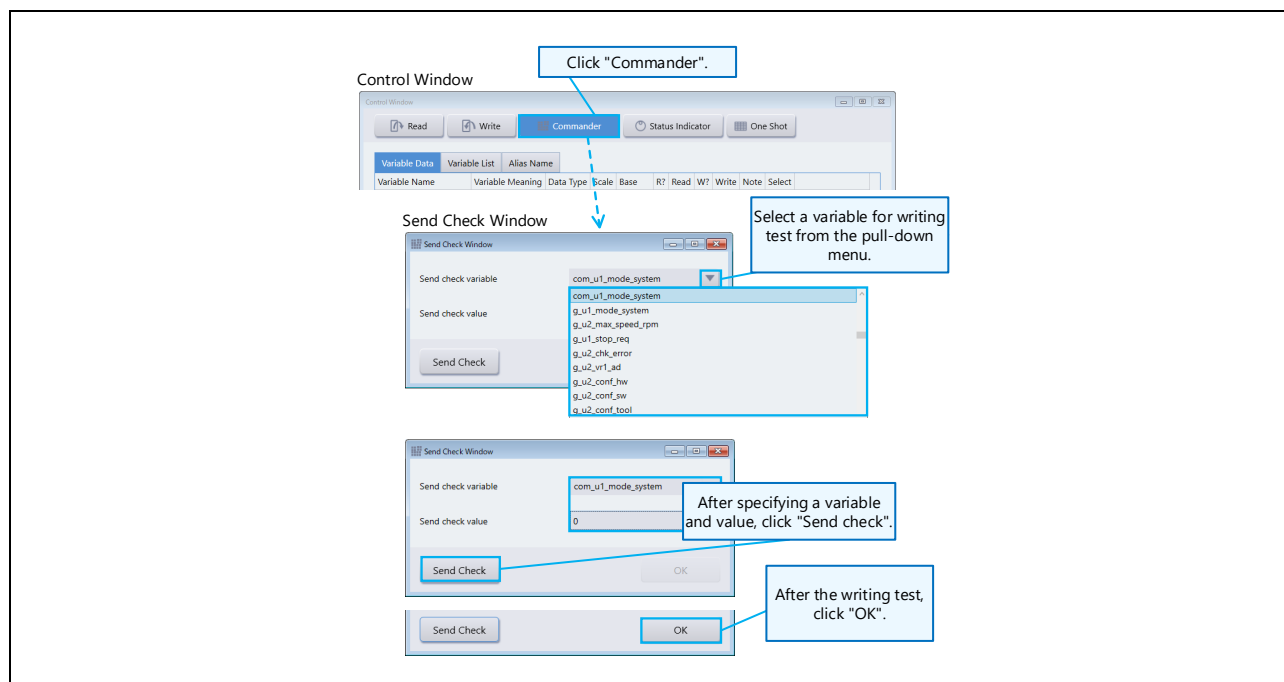 Click "Commander".
Control Window
Control Window
Read Write Commander Status Indicator One Shot
Variable Data Variable List Alias Name
Variable Name Variable Meaning Data Type Scale Base R? Read W? Write Note Select
Send Check Window
Select a variable for writing
test from the pull-down
menu.
Send Check Window
Send check variable com_u1_mode_system
com_u1_mode_system
Send check value
g_u1_mode_system
g_u2_max_speed_rpm
g_u1_stop_req
g_u2_chk_error
Send Check
g_u2_vr1_ad
g_u2_conf_hw
g_u2_conf_sw
g_u2_conf_tool
Send Check Window
Send check variable com_u1_mode_system
After specifying a variable
and value, click "Send check".
Send check value 0
Send Check OK
After the writing test,
click "OK".
Send Check OK